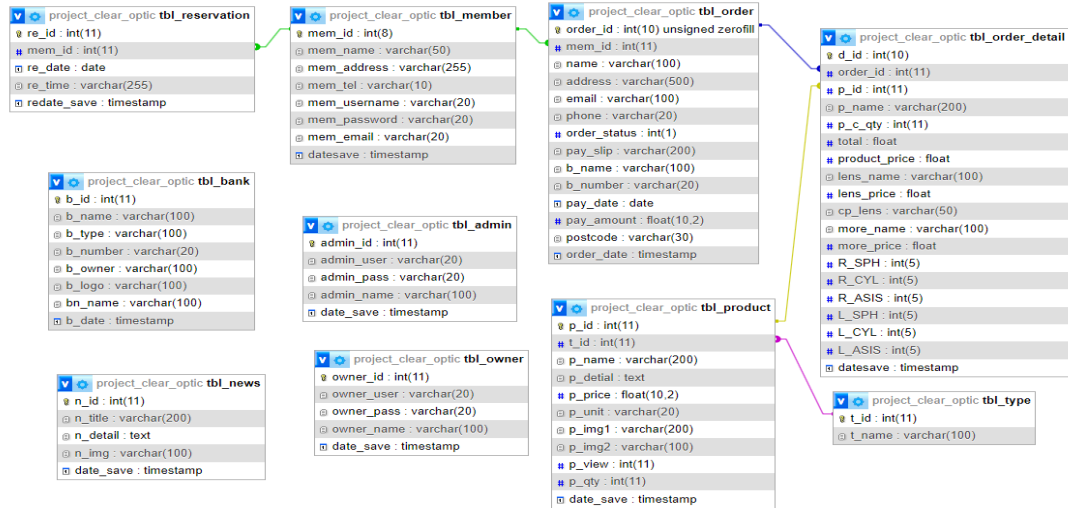 project_clear_optic tbl_reservation
re_id : int(11)
mem_id : int(11)
re_date : date
re_time : varchar(255)
redate_save : timestamp
project_clear_optic tbl_member
mem_id : int(8)
mem_name : varchar(50)
mem_address : varchar(255)
mem_tel : varchar(10)
mem_username : varchar(20)
mem_password : varchar(20)
mem_email : varchar(20)
datesave : timestamp
project_clear_optic tbl_order
order_id : int(10) unsigned zerofill
mem_id : int(11)
name : varchar(100)
address : varchar(500)
email : varchar(100)
phone : varchar(20)
order_status : int(1)
pay_slip : varchar(200)
b_name : varchar(100)
b_number : varchar(20)
pay_date : date
pay_amount : float(10,2)
postcode : varchar(30)
order_date : timestamp
project_clear_optic tbl_order_detail
d_id : int(10)
order_id : int(11)
p_id : int(11)
p_name : varchar(200)
p_c_qty : int(11)
total : float
product_price : float
lens_name : varchar(100)
lens_price : float
cp_lens : varchar(50)
more_name : varchar(100)
more_price : float
R_SPH : int(5)
R_CYL : int(5)
R_ASIS : int(5)
L_SPH : int(5)
L_CYL : int(5)
L_ASIS : int(5)
datesave : timestamp
project_clear_optic tbl_bank
b_id : int(11)
b_name : varchar(100)
b_type : varchar(100)
b_number : varchar(20)
b_owner : varchar(100)
b_logo : varchar(100)
bn_name : varchar(100)
b_date : timestamp
project_clear_optic tbl_admin
admin_id : int(11)
admin_user : varchar(20)
admin_pass : varchar(20)
admin_name : varchar(100)
date_save : timestamp
project_clear_optic tbl_product
p_id : int(11)
t_id : int(11)
p_name : varchar(200)
p_detial : text
p_price : float(10,2)
p_unit : varchar(20)
p_img1 : varchar(200)
p_img2 : varchar(100)
p_view : int(11)
p_qty : int(11)
date_save : timestamp
project_clear_optic tbl_news
n_id : int(11)
n_title : varchar(200)
n_detail : text
n_img : varchar(100)
date_save : timestamp
project_clear_optic tbl_owner
owner_id : int(11)
owner_user : varchar(20)
owner_pass : varchar(20)
owner_name : varchar(100)
date_save : timestamp
project_clear_optic tbl_type
t_id : int(11)
t_name : varchar(100)